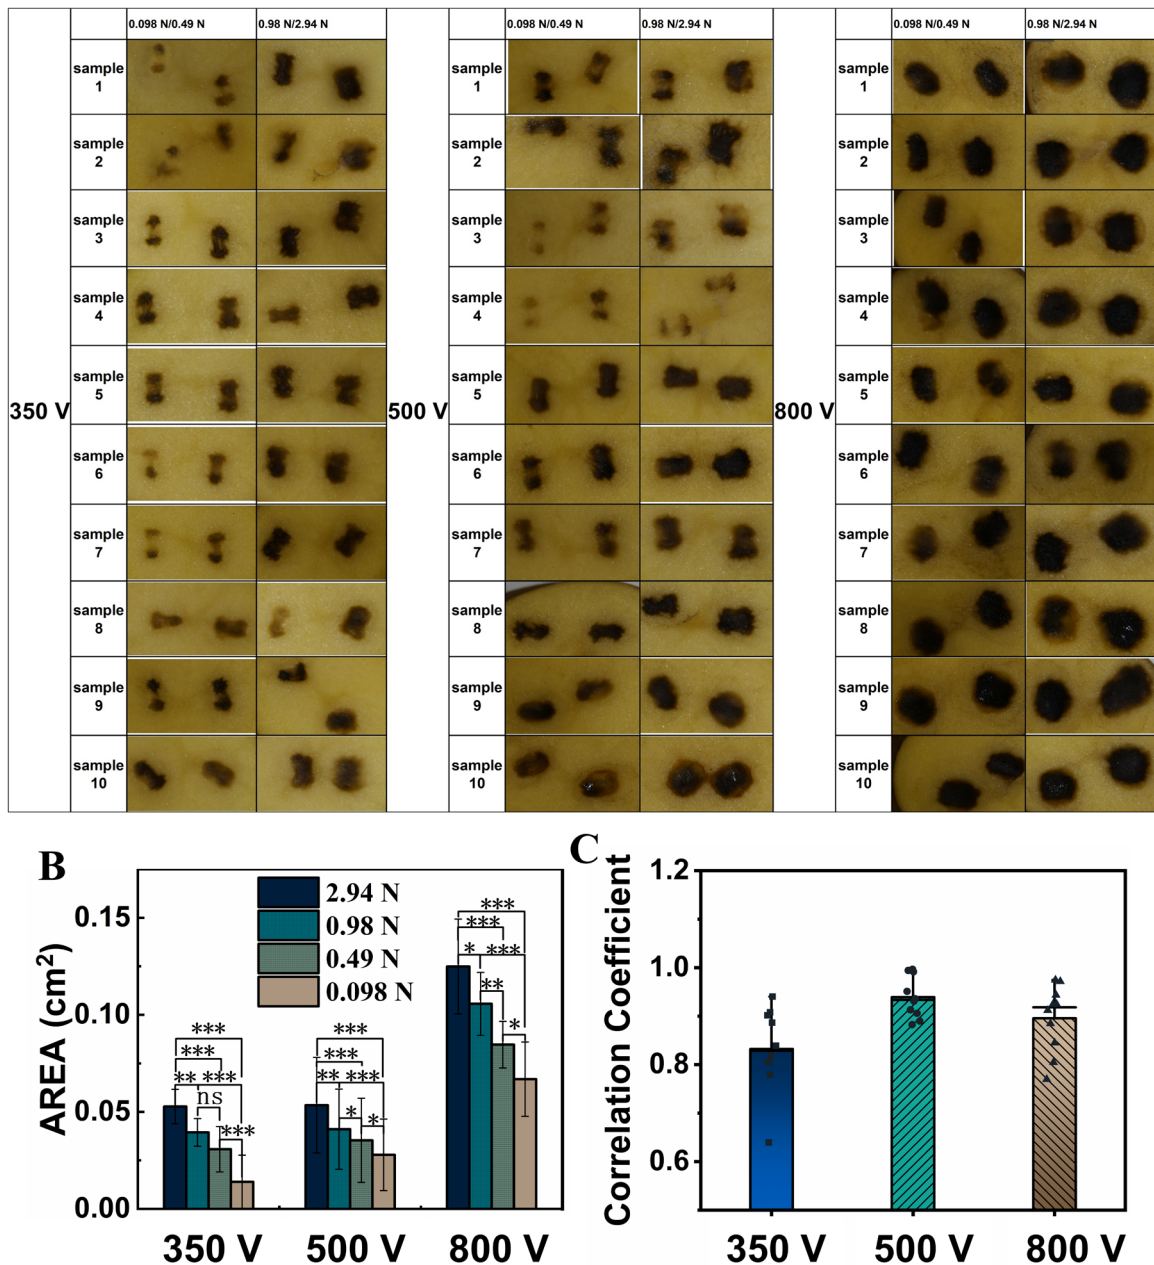 0.098 N/0.49 N 0.98 N/2.94 N 0.098 N/0.49 N 0.98 N/2.94 N 0.098 N/0.49 N 0.98 N/2.94 N
sample 1 sample 1 sample 1
sample 2 sample 2 sample 2
sample 3 sample 3 sample 3
sample 4 sample 4 sample 4
sample 5 sample 5 sample 5
350 V 500 V 800 V
sample 6 sample 6 sample 6
sample 7 sample 7 sample 7
sample 8 sample 8 sample 8
sample 9 sample 9 sample 9
sample 10 sample 10 sample 10
B
AREA (cm²)
0.15
0.10
0.05
0.00
2.94 N
0.98 N
0.49 N
0.098 N
***
***
** ***
ns
***
***
***
** ***
* *
***
***
* ***
**
*
350 V 500 V 800 V
C
Correlation Coefficient
1.2
1.0
0.8
0.6
350 V 500 V 800 V